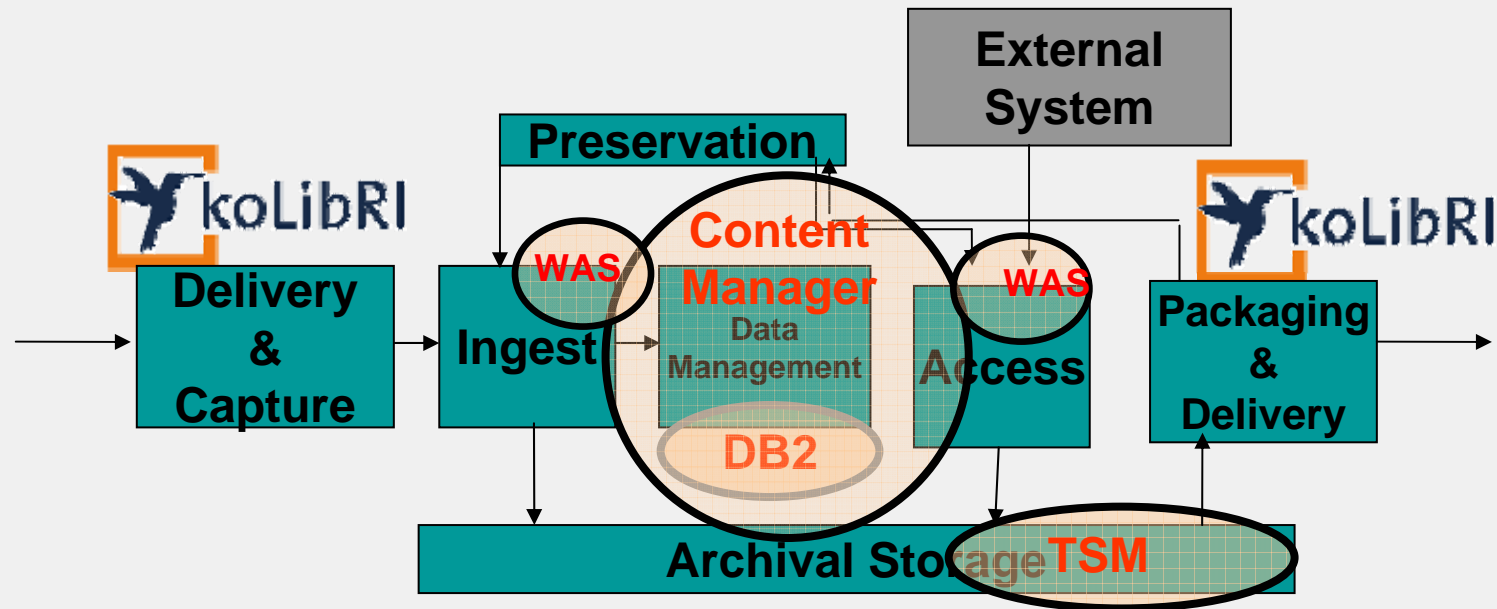 External
System
Preservation
koLibRI
koLibRI
Content
Manager
WAS
WAS
Delivery
&
Capture
Ingest
Data
Management
Access
Packaging
&
Delivery
DB2
Archival Storage
TSM